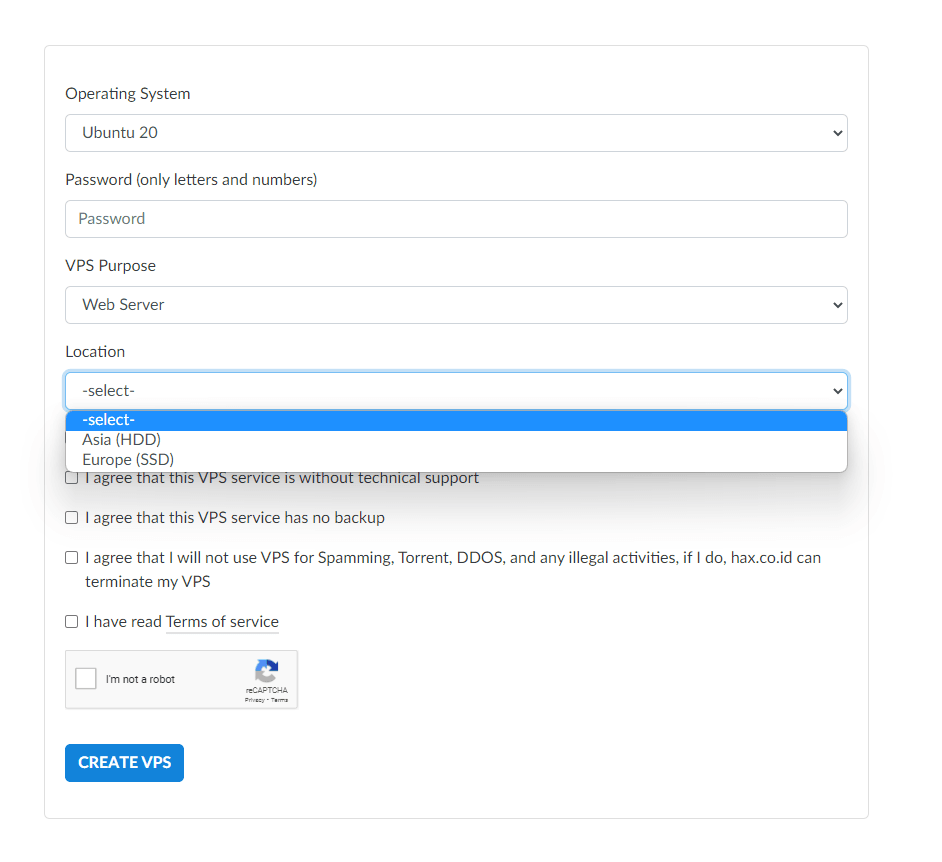 Operating System
Ubuntu 20
Password (only letters and numbers)
Password
VPS Purpose
Web Server
Location
-select-
-select-
Asia (HDD)
Europe (SSD)
I agree that this VPS service is without technical support
I agree that this VPS service has no backup
I agree that I will not use VPS for Spamming, Torrent, DDOS, and any illegal activities, if I do, hax.co.id can
terminate my VPS
I have read Terms of service
I'm not a robot
reCAPTCHA
Privacy - Terms
CREATE VPS